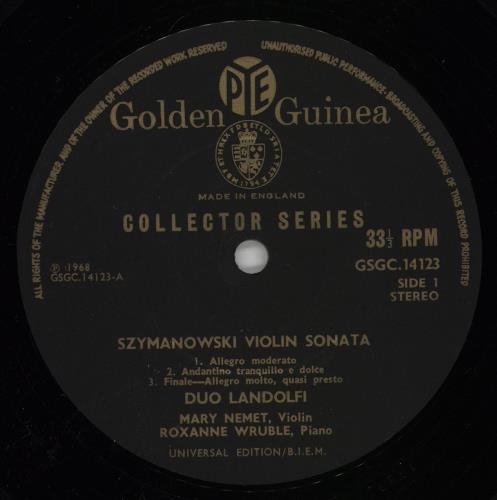 ALL RIGHTS OF THE MANUFACTURER AND OF THE OWNER OF THE RECORDED WORK RESERVED
UNAUTHORISED PUBLIC PERFORMANCE, BROADCASTING AND COPYING OF THIS RECORD PROHIBITED
PYE
Golden Guinea
MADE IN ENGLAND
COLLECTOR SERIES
33⅓ RPM
℗ 1968
GSGC.14123-A
GSGC.14123
SIDE 1
STEREO
SZYMANOWSKI VIOLIN SONATA
1. Allegro moderato
2. Andantino tranquillo e dolce
3. Finale—Allegro molto, quasi presto
DUO LANDOLFI
MARY NEMET, Violin
ROXANNE WRUBLE, Piano
UNIVERSAL EDITION/B.I.E.M.